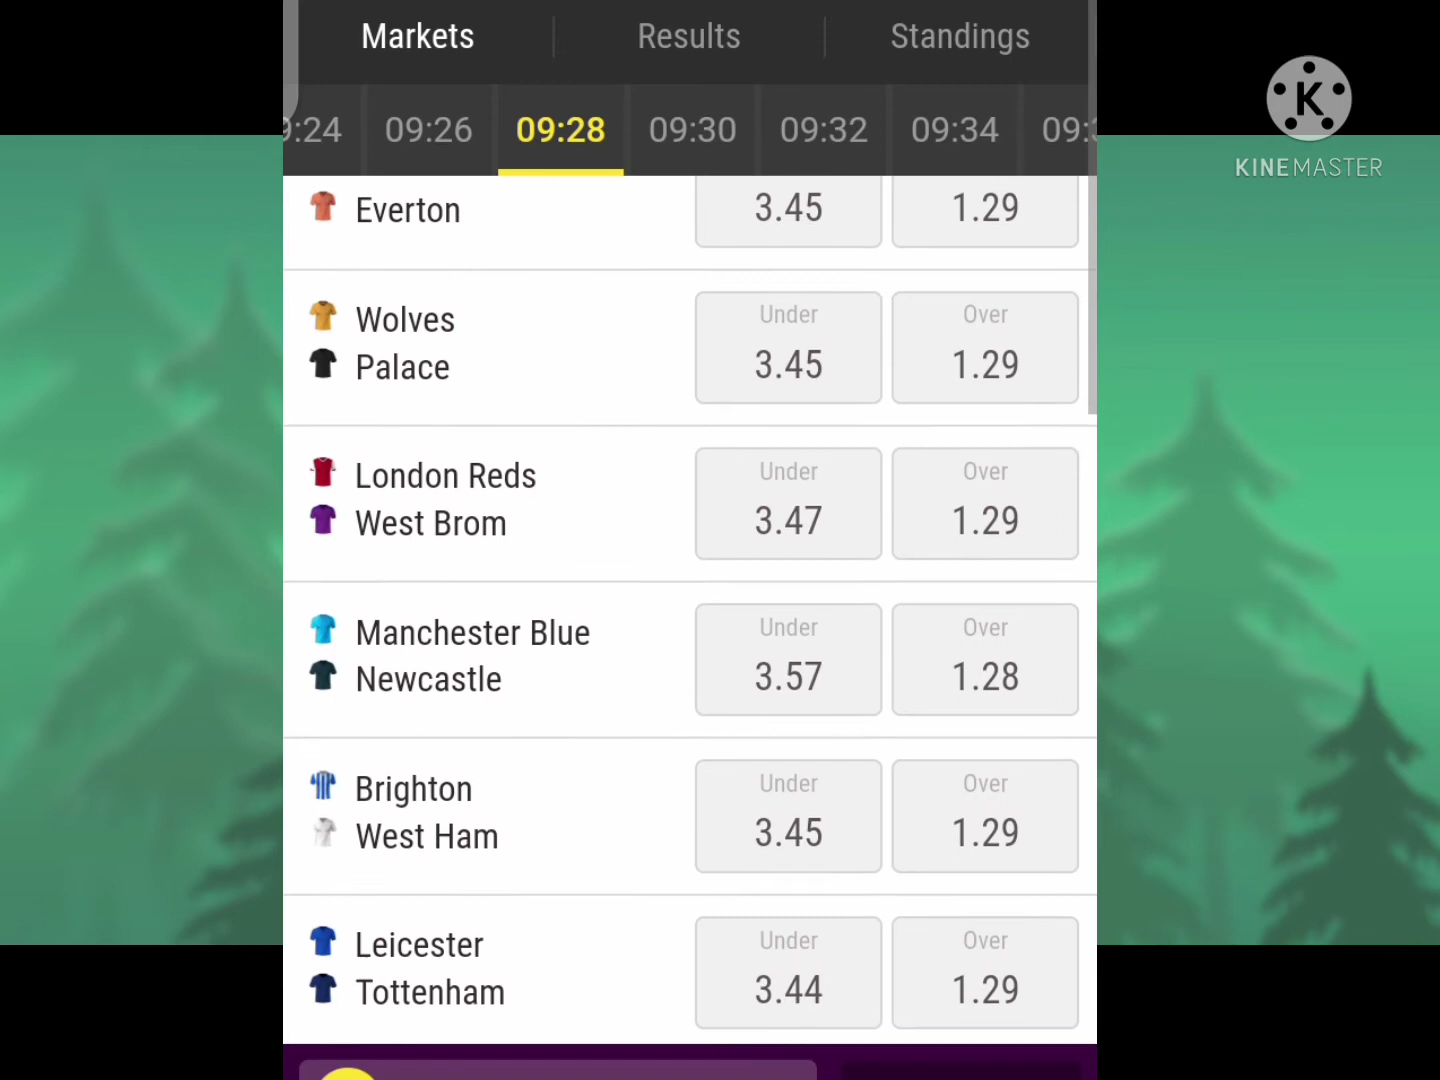 Markets Results Standings
9:24 09:26 09:28 09:30 09:32 09:34 09:3
Everton 3.45 1.29
Under Over
Wolves
Palace 3.45 1.29
Under Over
London Reds
West Brom 3.47 1.29
Under Over
Manchester Blue
Newcastle 3.57 1.28
Under Over
Brighton
West Ham 3.45 1.29
Under Over
Leicester
Tottenham 3.44 1.29
K
KINEMASTER